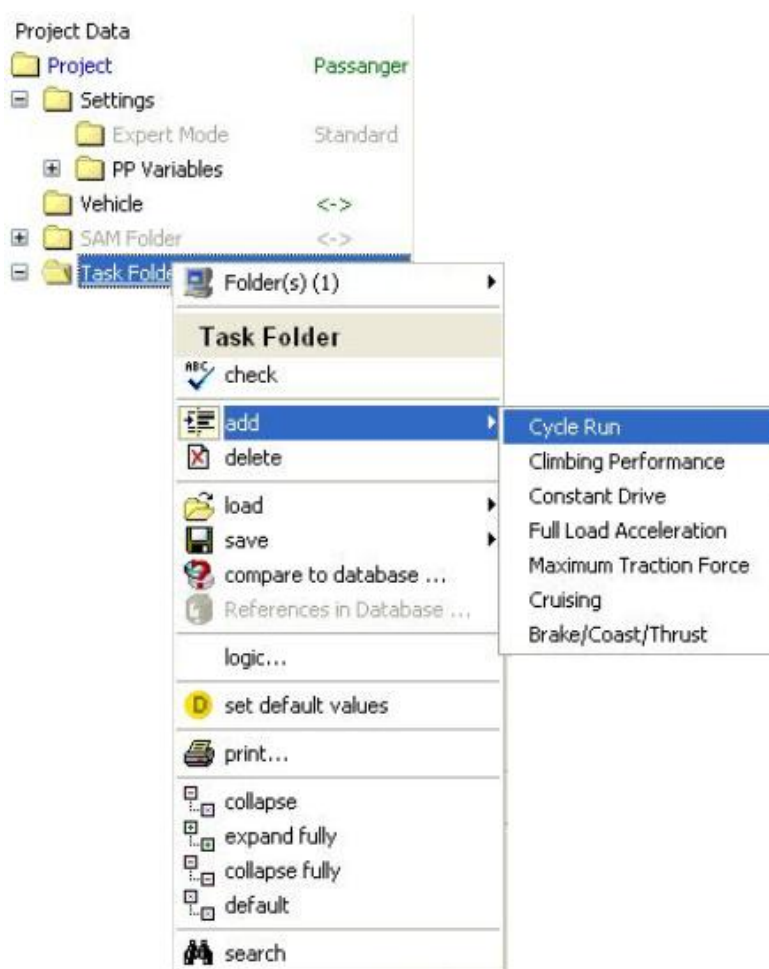 Project Data
Project Passanger
Settings
Expert Mode Standard
PP Variables
Vehicle <->
SAM Folder <->
Task Folde
Folder(s) (1)
Task Folder
ABC check
add
delete
load
save
compare to database ...
References in Database ...
logic...
D set default values
print...
collapse
expand fully
collapse fully
default
search
Cycle Run
Climbing Performance
Constant Drive
Full Load Acceleration
Maximum Traction Force
Cruising
Brake/Coast/Thrust